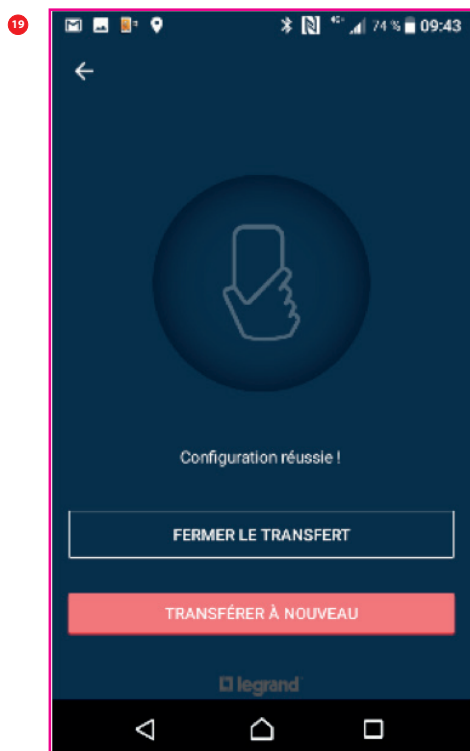 19
74 % 09:43
Configuration réussie !
FERMER LE TRANSFERT
TRANSFÉRER À NOUVEAU
legrand